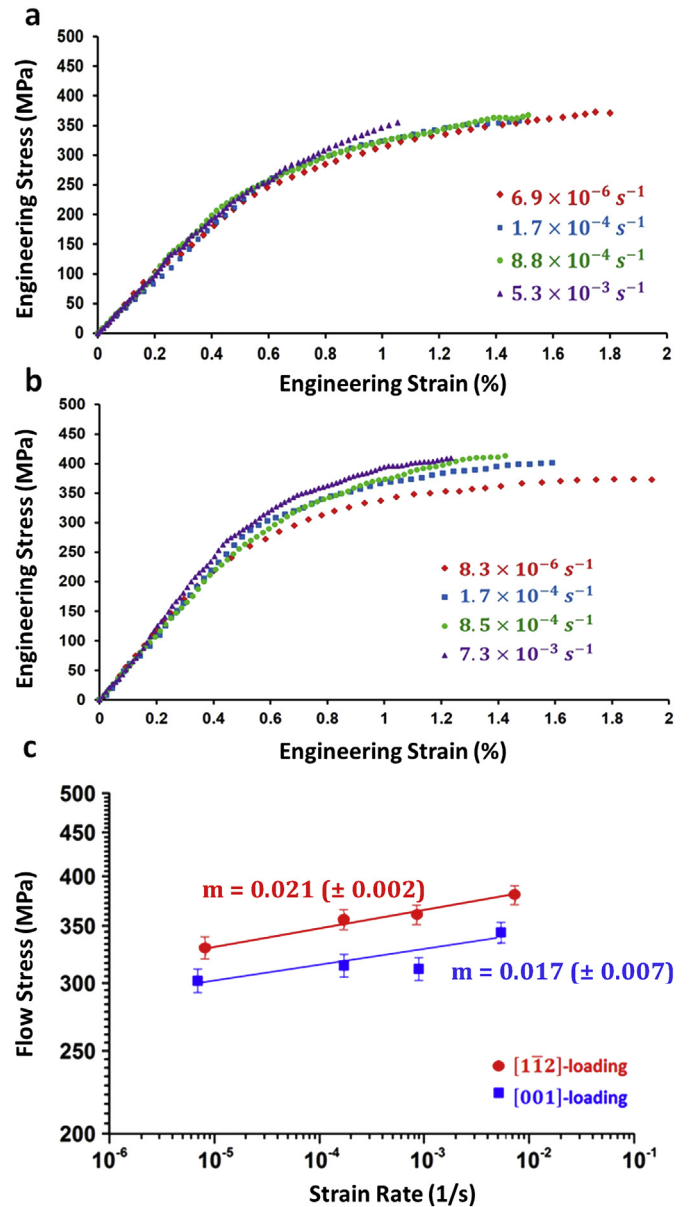 a
500
450
400
350
300
250
200
150
100
50
0
Engineering Stress (MPa)
6.9 × 10⁻⁶ s⁻¹
1.7 × 10⁻⁴ s⁻¹
8.8 × 10⁻⁴ s⁻¹
5.3 × 10⁻³ s⁻¹
0 0.2 0.4 0.6 0.8 1 1.2 1.4 1.6 1.8 2
Engineering Strain (%)
b
500
450
400
350
300
250
200
150
100
50
0
Engineering Stress (MPa)
8.3 × 10⁻⁶ s⁻¹
1.7 × 10⁻⁴ s⁻¹
8.5 × 10⁻⁴ s⁻¹
7.3 × 10⁻³ s⁻¹
0 0.2 0.4 0.6 0.8 1 1.2 1.4 1.6 1.8 2
Engineering Strain (%)
c
500
450
400
350
300
250
200
Flow Stress (MPa)
m = 0.021 (± 0.002)
m = 0.017 (± 0.007)
[11̅2]-loading
[001]-loading
10⁻⁶ 10⁻⁵ 10⁻⁴ 10⁻³ 10⁻² 10⁻¹
Strain Rate (1/s)